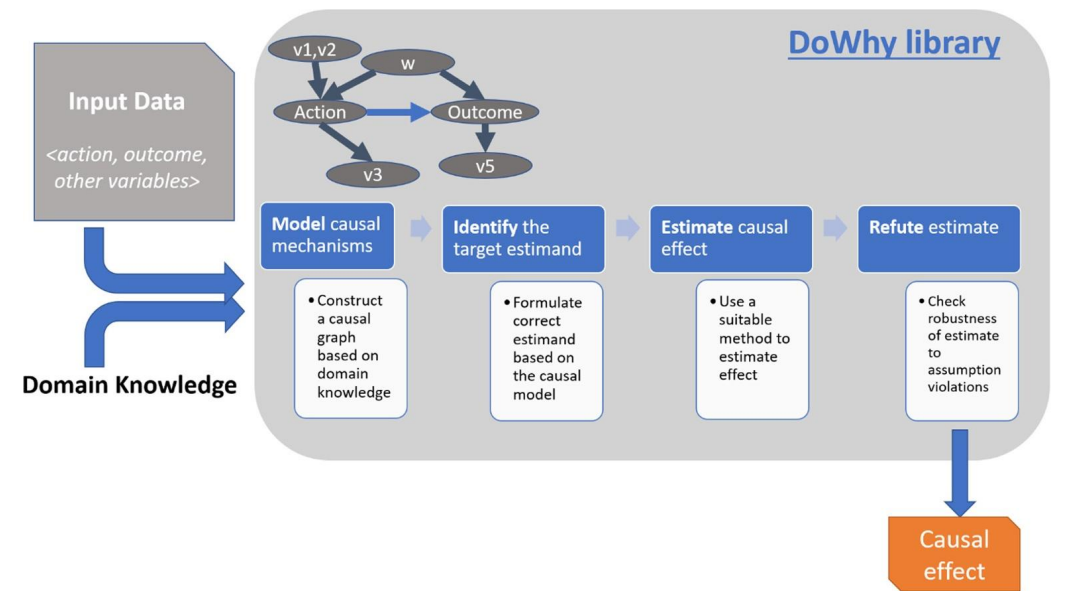 DoWhy library
Input Data
<action, outcome,
other variables>
v1,v2
w
Action
Outcome
v3
v5
Model causal
mechanisms
Identify the
target estimand
Estimate causal
effect
Refute estimate
• Construct
a causal
graph
based on
domain
knowledge
• Formulate
correct
estimand
based on
the causal
model
• Use a
suitable
method to
estimate
effect
• Check
robustness
of estimate
to
assumption
violations
Domain Knowledge
Causal
effect